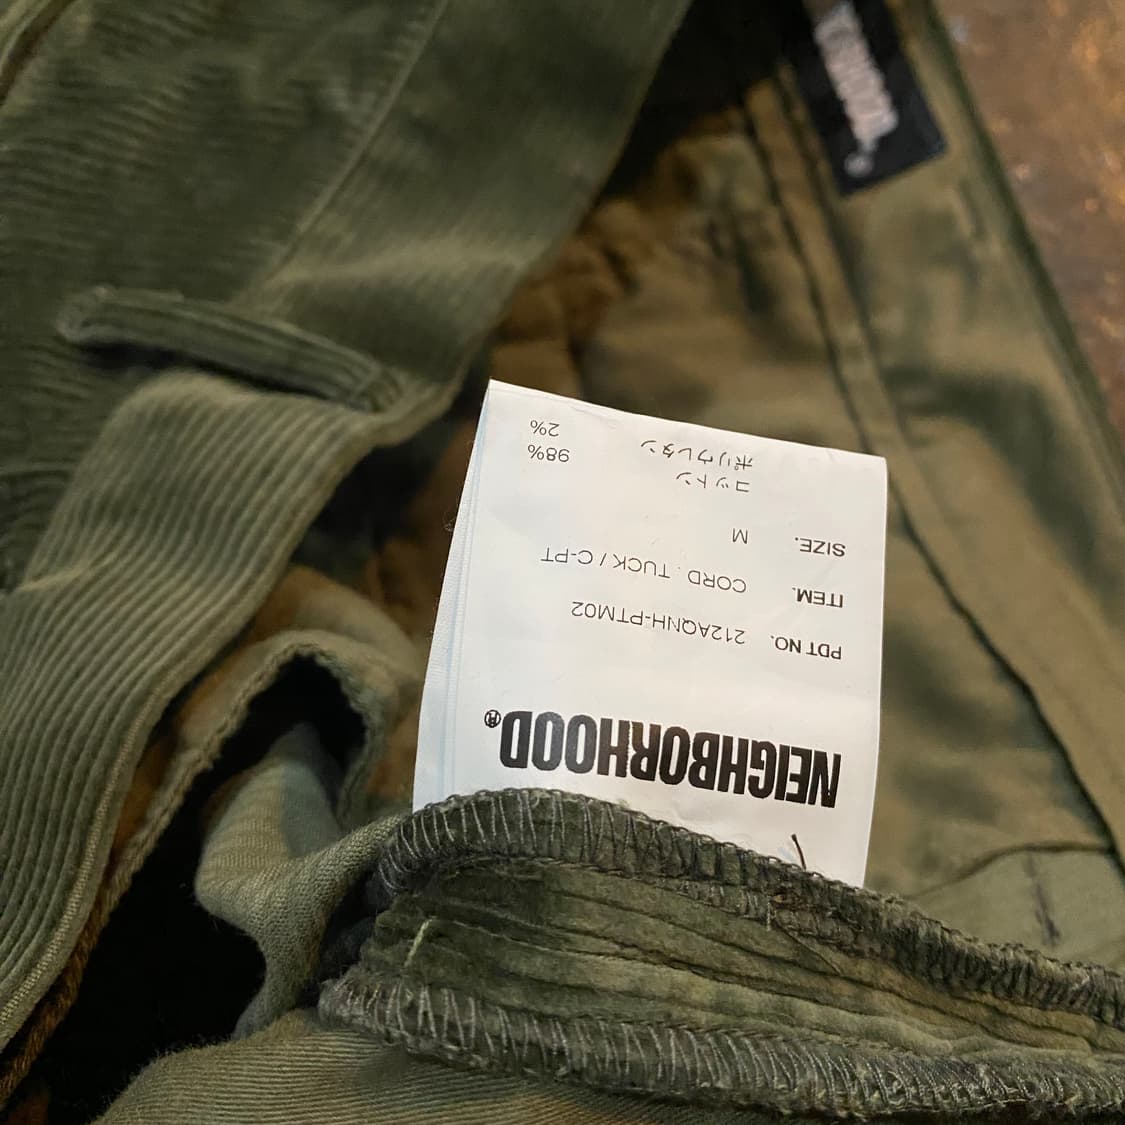 NEIGHBORHOOD®
PDT NO. 212AQNH-PTM02
ITEM. CORD . TUCK / C-PT
SIZE. M
コットン 98%
ポリウレタン 2%